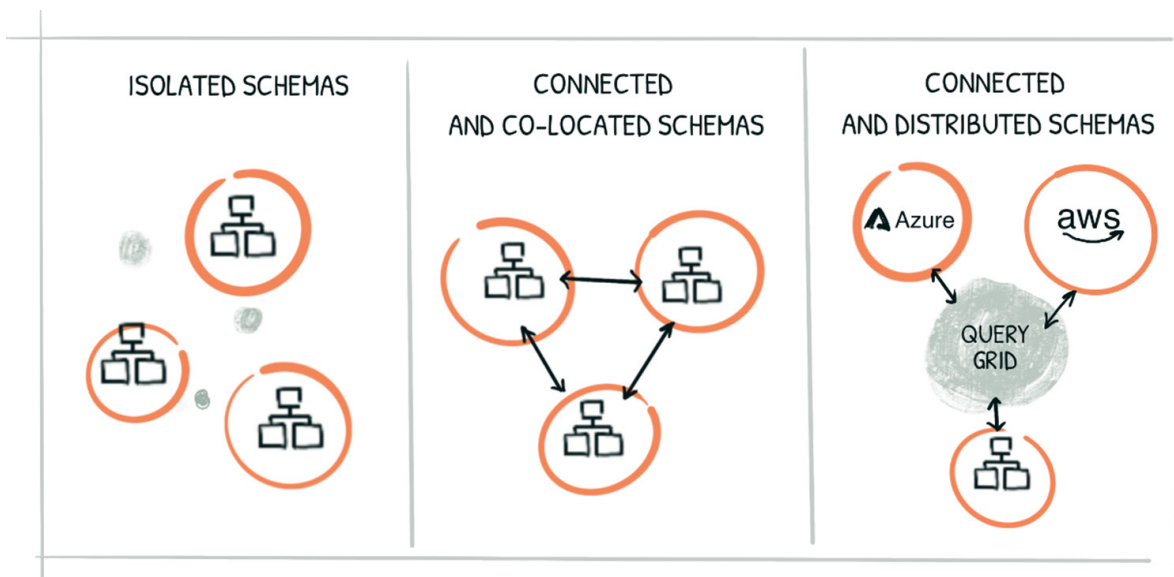 ISOLATED SCHEMAS
CONNECTED
AND CO-LOCATED SCHEMAS
CONNECTED
AND DISTRIBUTED SCHEMAS
Azure
aws
QUERY
GRID